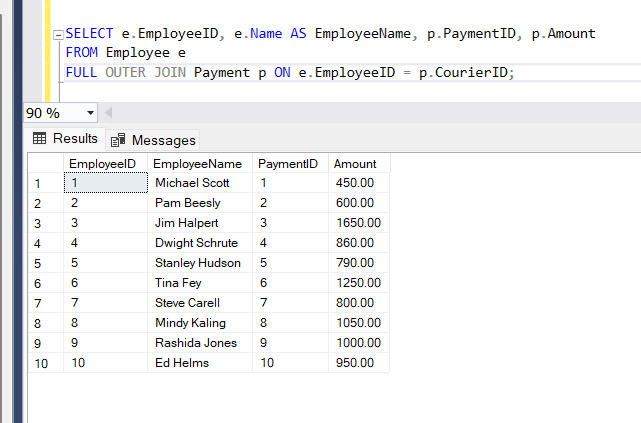 SELECT e.EmployeeID, e.Name AS EmployeeName, p.PaymentID, p.Amount
FROM Employee e
FULL OUTER JOIN Payment p ON e.EmployeeID = p.CourierID;
90 %
Results Messages
EmployeeID EmployeeName PaymentID Amount
1 1 Michael Scott 1 450.00
2 2 Pam Beesly 2 600.00
3 3 Jim Halpert 3 1650.00
4 4 Dwight Schrute 4 860.00
5 5 Stanley Hudson 5 790.00
6 6 Tina Fey 6 1250.00
7 7 Steve Carell 7 800.00
8 8 Mindy Kaling 8 1050.00
9 9 Rashida Jones 9 1000.00
10 10 Ed Helms 10 950.00